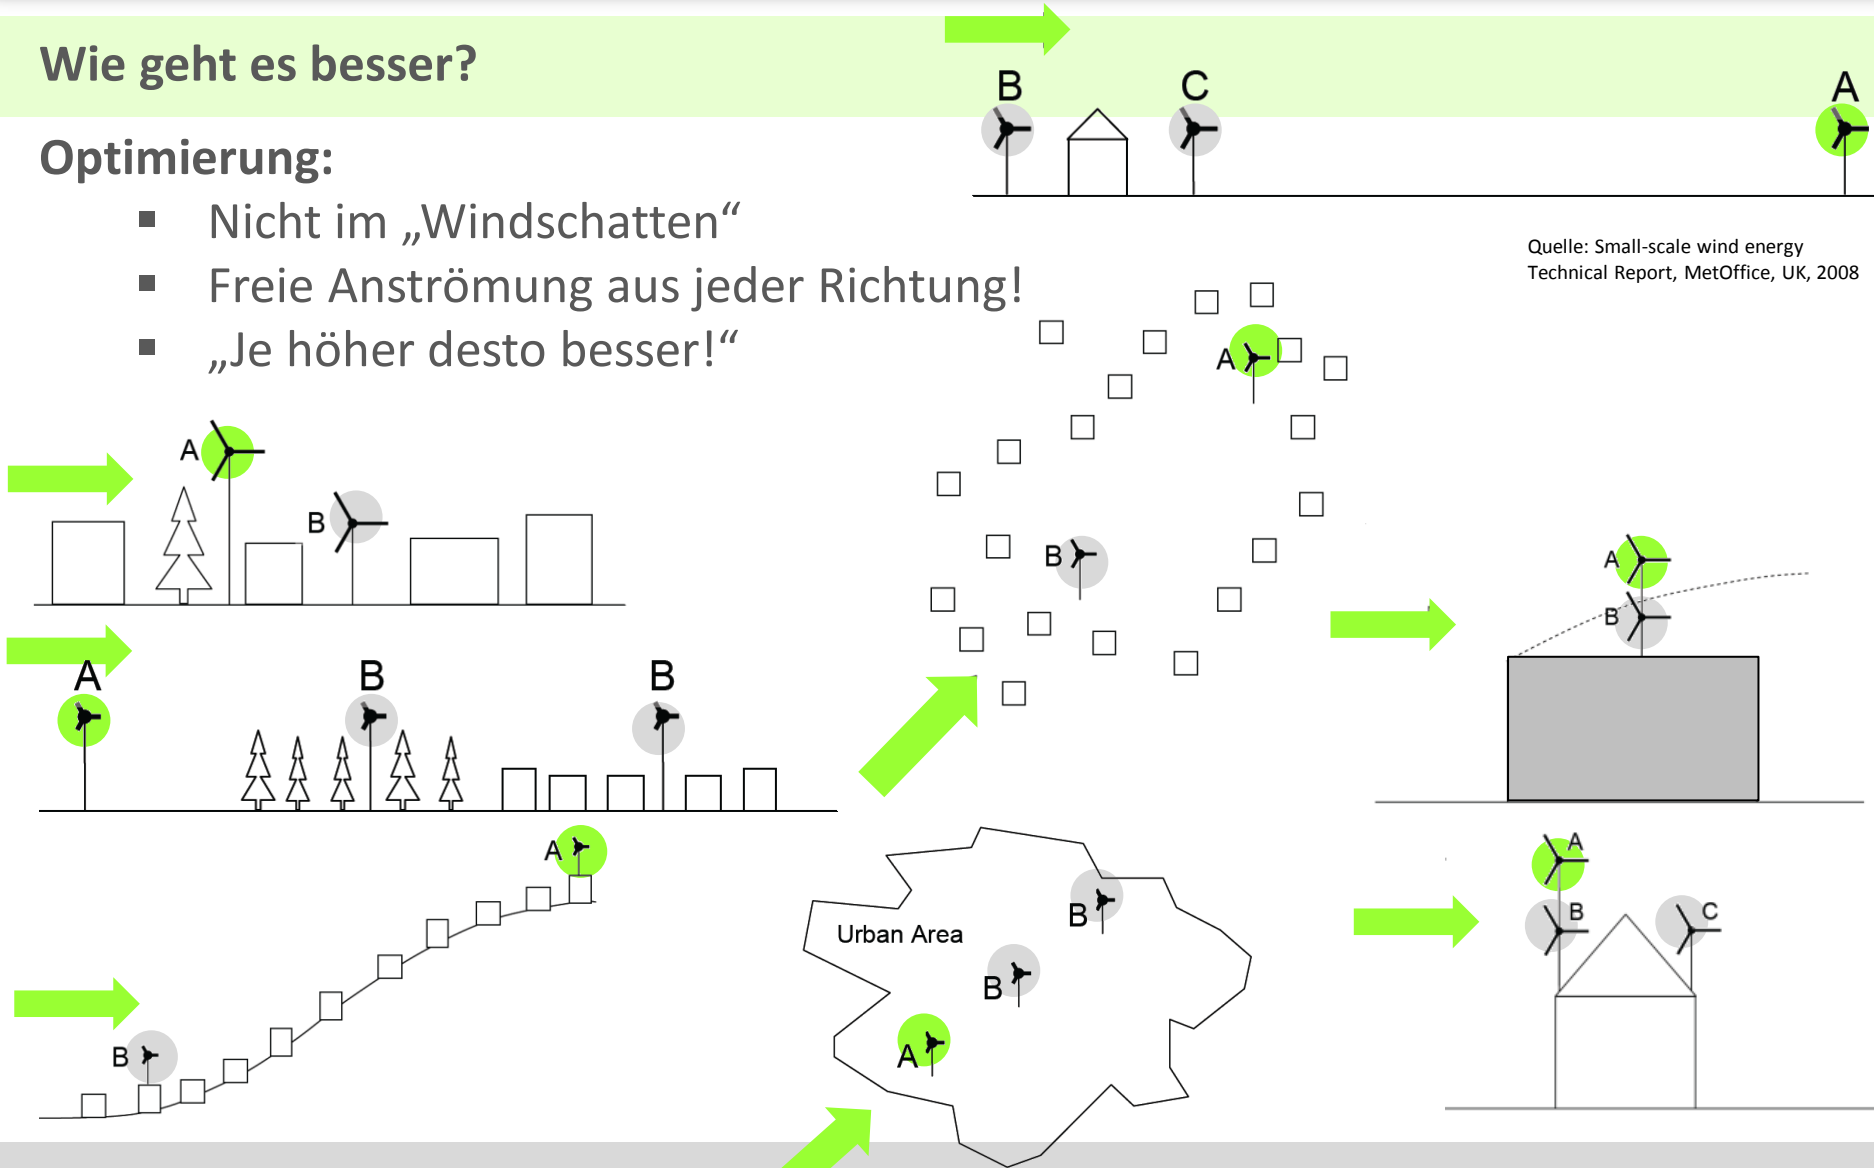 Wie geht es besser?
Optimierung:
▪ Nicht im „Windschatten“
▪ Freie Anströmung aus jeder Richtung!
▪ „Je höher desto besser!“
B C A
Quelle: Small-scale wind energy
Technical Report, MetOffice, UK, 2008
A
B
A
B
A B B
A
B
A
B
Urban Area
B
B
A
A
B C